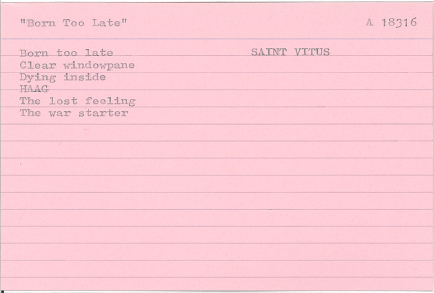 "Born Too Late" A 18316
Born too late SAINT VITUS
Clear windowpane
Dying inside
HAAG
The lost feeling
The war starter